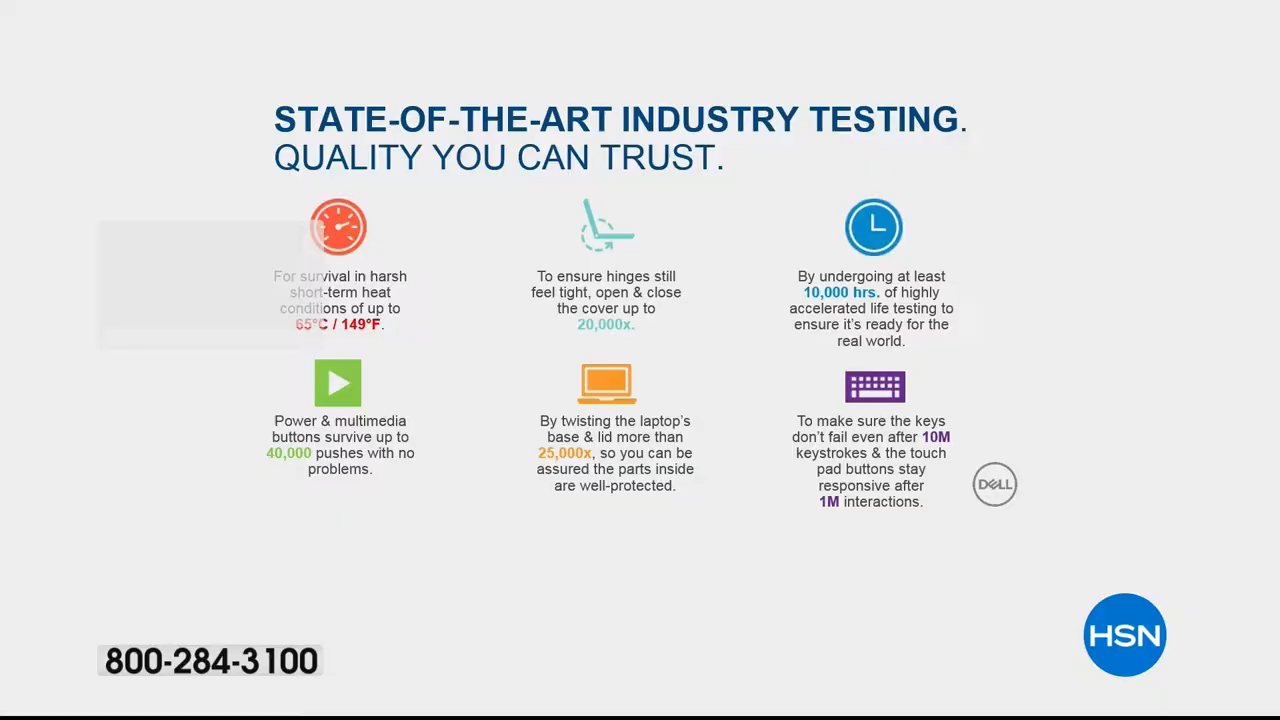 STATE-OF-THE-ART INDUSTRY TESTING.
QUALITY YOU CAN TRUST.
For survival in harsh
short-term heat
conditions of up to
65°C / 149°F.
To ensure hinges still
feel tight, open & close
the cover up to
20,000x.
By undergoing at least
10,000 hrs. of highly
accelerated life testing to
ensure it's ready for the
real world.
Power & multimedia
buttons survive up to
40,000 pushes with no
problems.
By twisting the laptop's
base & lid more than
25,000x, so you can be
assured the parts inside
are well-protected.
To make sure the keys
don't fail even after 10M
keystrokes & the touch
pad buttons stay
responsive after
1M interactions.
DELL
HSN
800-284-3100